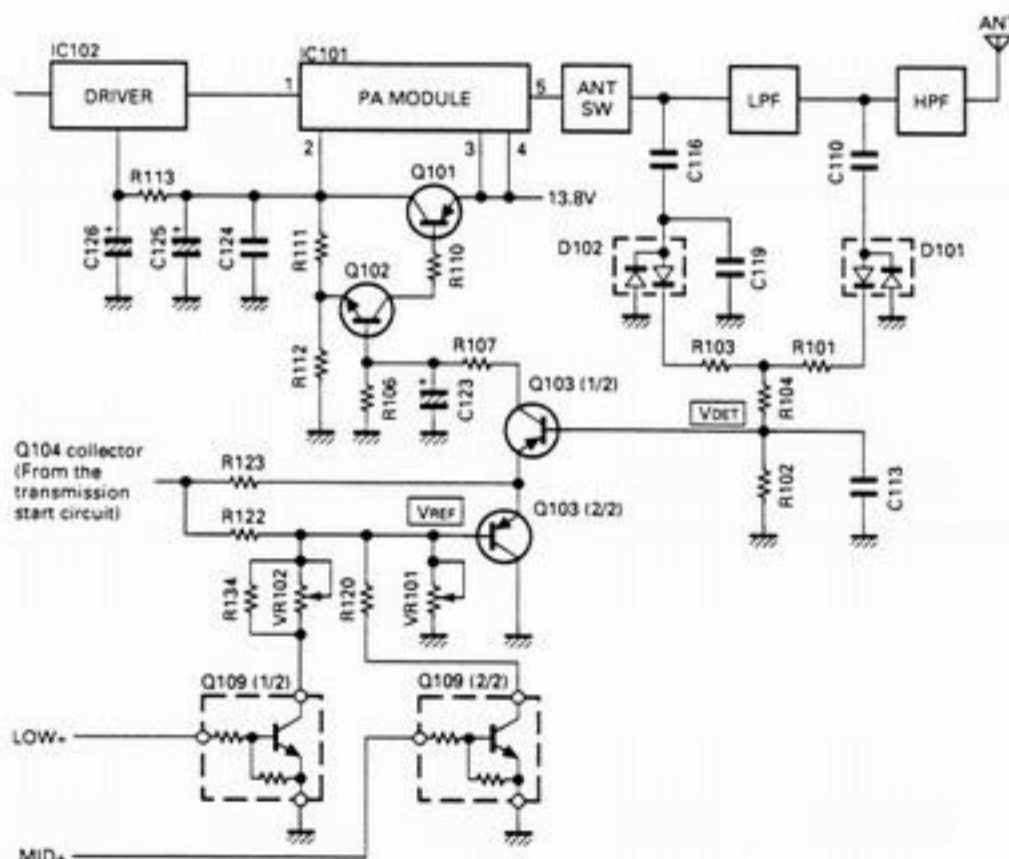 ANT
IC102
DRIVER
IC101
PA MODULE
1
5
2
3
4
ANT
SW
LPF
HPF
R113
Q101
13.8V
C116
C110
C126
C125
C124
R111
R110
Q102
D102
C119
D101
R112
R107
R103
R101
R106
C123
Q103 (1/2)
VDET
R104
Q104 collector
(From the
transmission
start circuit)
R123
R122
VREF
Q103 (2/2)
R102
C113
R134
VR102
R120
VR101
Q109 (1/2)
Q109 (2/2)
LOW+
MID+